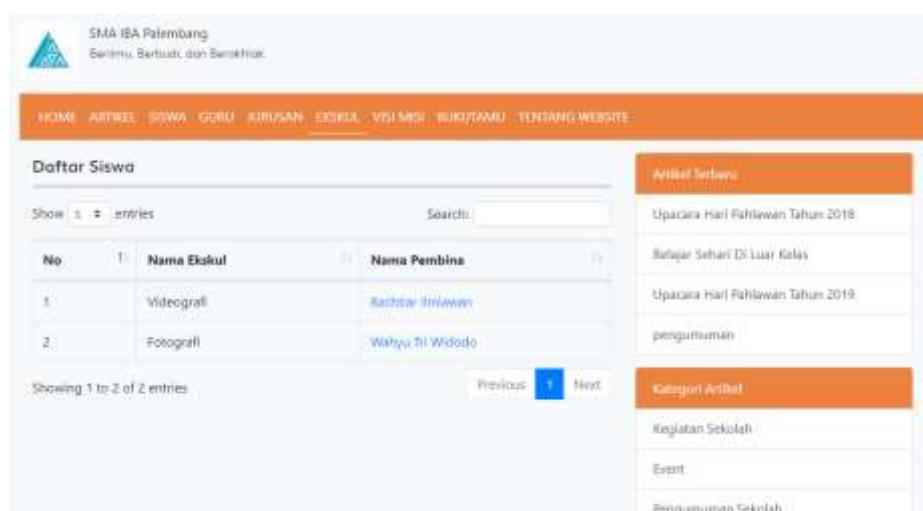 SMA IBA Palembang
Berilmu, Berbudi, dan Berakhlak
HOME ARTIKEL SISWA GURU JURUSAN EKSKUL VISI MISI BUKUTAMU TENTANG WEBSITE
Daftar Siswa
Show entries
Search:
No Nama Ekskul Nama Pembina
1 Videografi Bachtiar
2 Fotografi Wahyu Tri Widodo
Showing 1 to 2 of 2 entries
Previous 1 Next
Artikel Terbaru
Upacara Hari Pahlawan Tahun 2018
Belajar Sehari Di Luar Kelas
Upacara Hari Pahlawan Tahun 2019
pengumuman
Kategori Artikel
Kegiatan Sekolah
Event
Pengumuman Sekolah